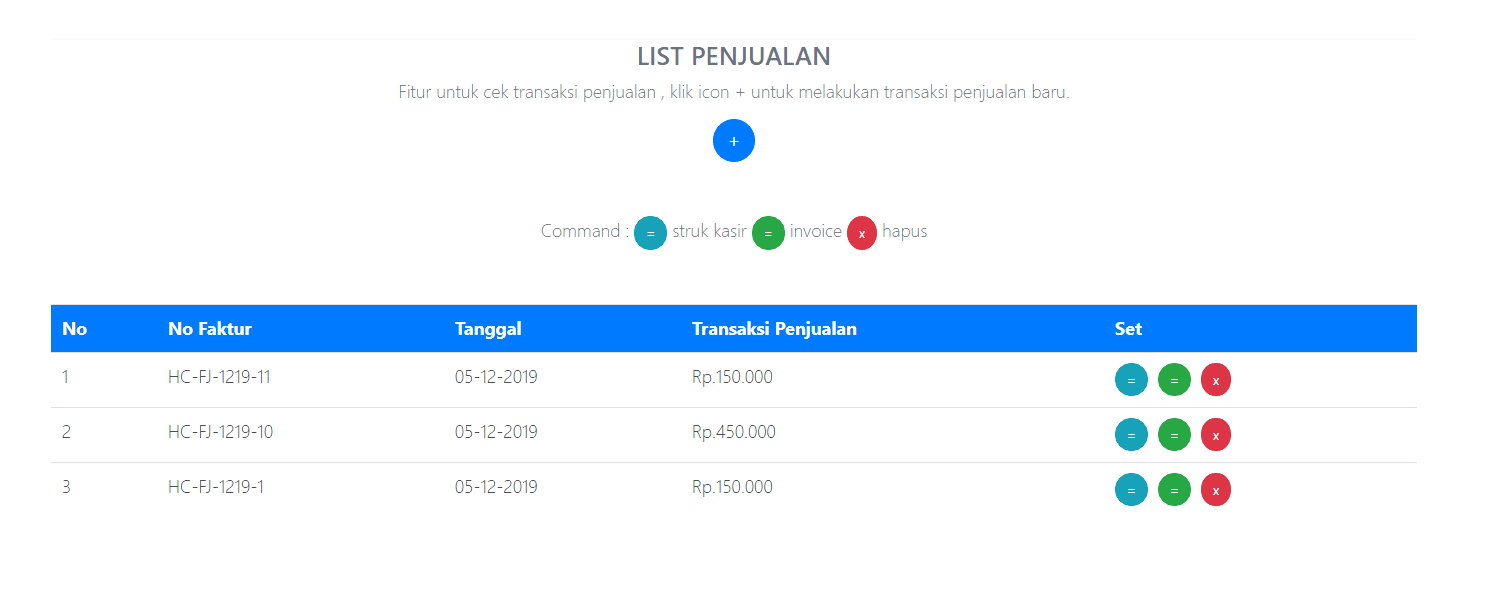 LIST PENJUALAN
Fitur untuk cek transaksi penjualan , klik icon + untuk melakukan transaksi penjualan baru.
+
Command : = struk kasir = invoice x hapus
No No Faktur Tanggal Transaksi Penjualan Set
1 HC-FJ-1219-11 05-12-2019 Rp.150.000 = = x
2 HC-FJ-1219-10 05-12-2019 Rp.450.000 = = x
3 HC-FJ-1219-1 05-12-2019 Rp.150.000 = = x